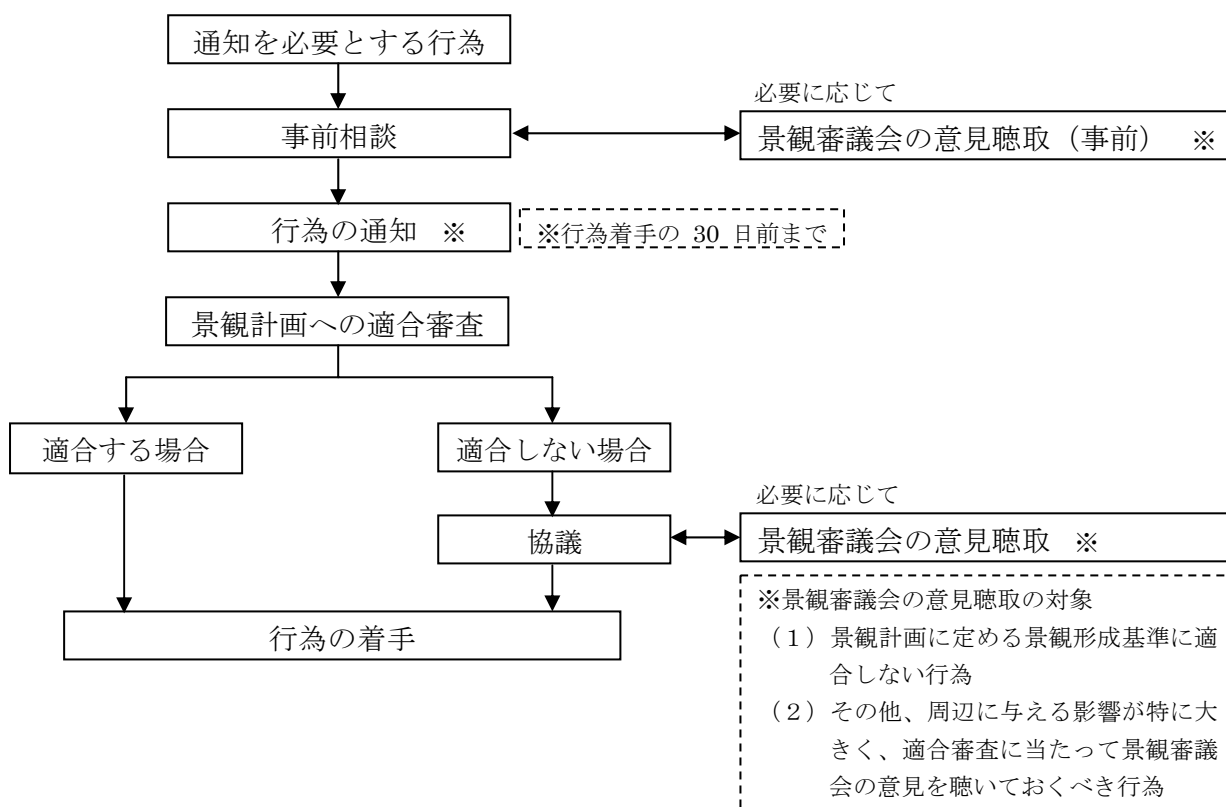 通知を必要とする行為
必要に応じて
事前相談
景観審議会の意見聴取（事前） ※
行為の通知 ※
※行為着手の 30 日前まで
景観計画への適合審査
適合する場合
適合しない場合
必要に応じて
協議
景観審議会の意見聴取 ※
行為の着手
※景観審議会の意見聴取の対象
（１）景観計画に定める景観形成基準に適
合しない行為
（２）その他、周辺に与える影響が特に大
きく、適合審査に当たって景観審議
会の意見を聴いておくべき行為